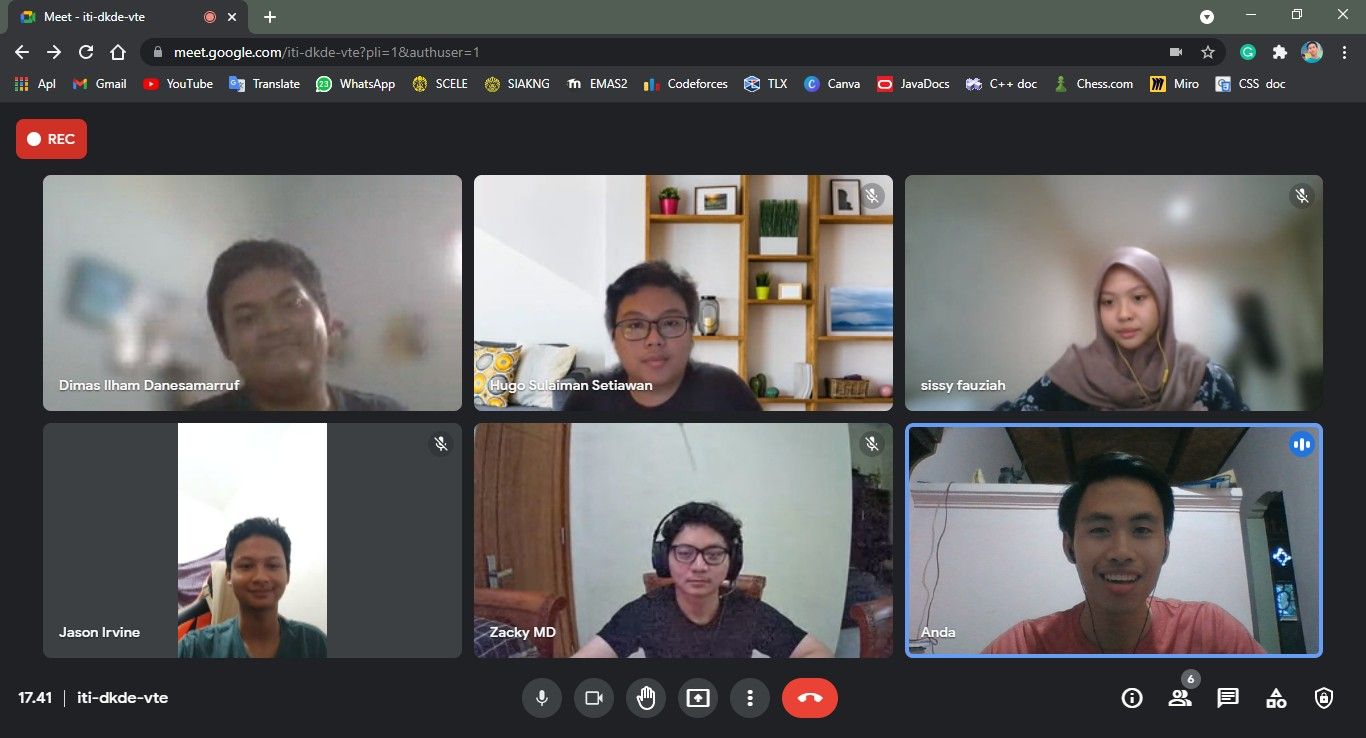 Meet - iti-dkde-vte
meet.google.com/iti-dkde-vte?pli=1&authuser=1
Apl Gmail YouTube Translate 23 WhatsApp SCELE SIAKNG EMAS2 Codeforces TLX Canva JavaDocs C++ doc Chess.com Miro CSS doc
REC
Dimas Ilham Danesamarruf
Hugo Sulaiman Setiawan
sissy fauziah
Jason Irvine
Zacky MD
Anda
17.41 | iti-dkde-vte
6